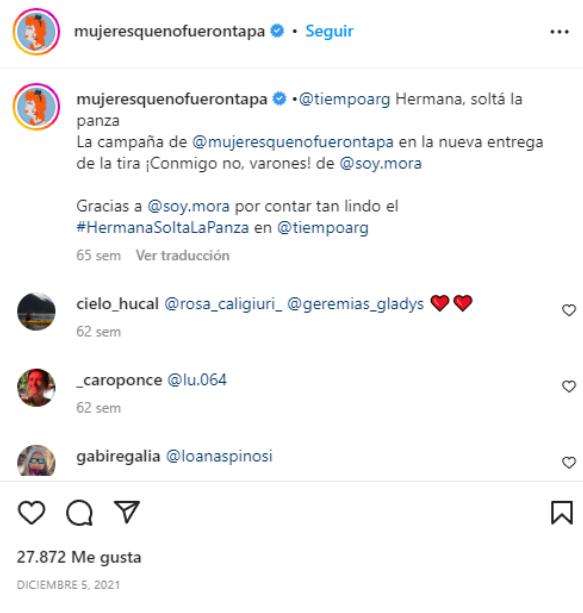 mujeresquenofuerontapa • Seguir
mujeresquenofuerontapa •@tiempoarg Hermana, soltá la
panza
La campaña de @mujeresquenofuerontapa en la nueva entrega
de la tira ¡Conmigo no, varones! de @soy.mora
Gracias a @soy.mora por contar tan lindo el
#HermanaSoltaLaPanza en @tiempoarg
65 sem Ver traducción
cielo_hucal @rosa_caligiuri_ @geremias_gladys ❤️❤️
62 sem
_caroponce @lu.064
62 sem
gabiregalia @loanaspinosi
27.872 Me gusta
DICIEMBRE 5, 2021